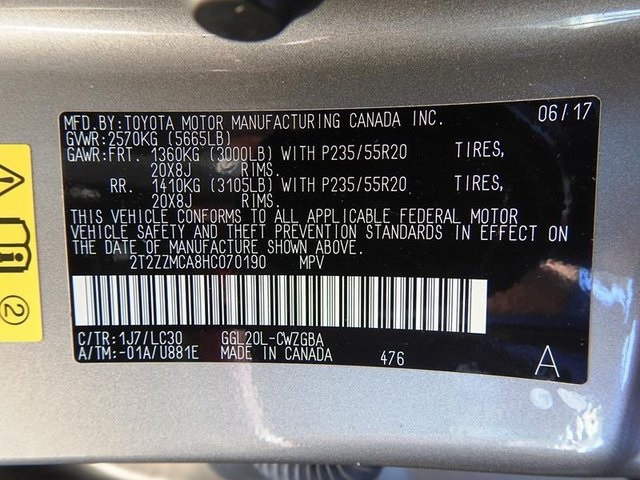 MFD.BY:TOYOTA MOTOR MANUFACTURING CANADA INC. 06/17
GVWR:2570KG (5665LB)
GAWR:FRT. 1360KG (3000LB) WITH P235/55R20 TIRES,
20X8J RIMS.
RR. 1410KG (3105LB) WITH P235/55R20 TIRES,
20X8J RIMS.
THIS VEHICLE CONFORMS TO ALL APPLICABLE FEDERAL MOTOR
VEHICLE SAFETY AND THEFT PREVENTION STANDARDS IN EFFECT ON
THE DATE OF MANUFACTURE SHOWN ABOVE.
2T2ZZMCA8HC070190 MPV
C/TR:1J7/LC30 GGL20L-CWZGBA
A/TM:-01A/U881E MADE IN CANADA 476 A
2